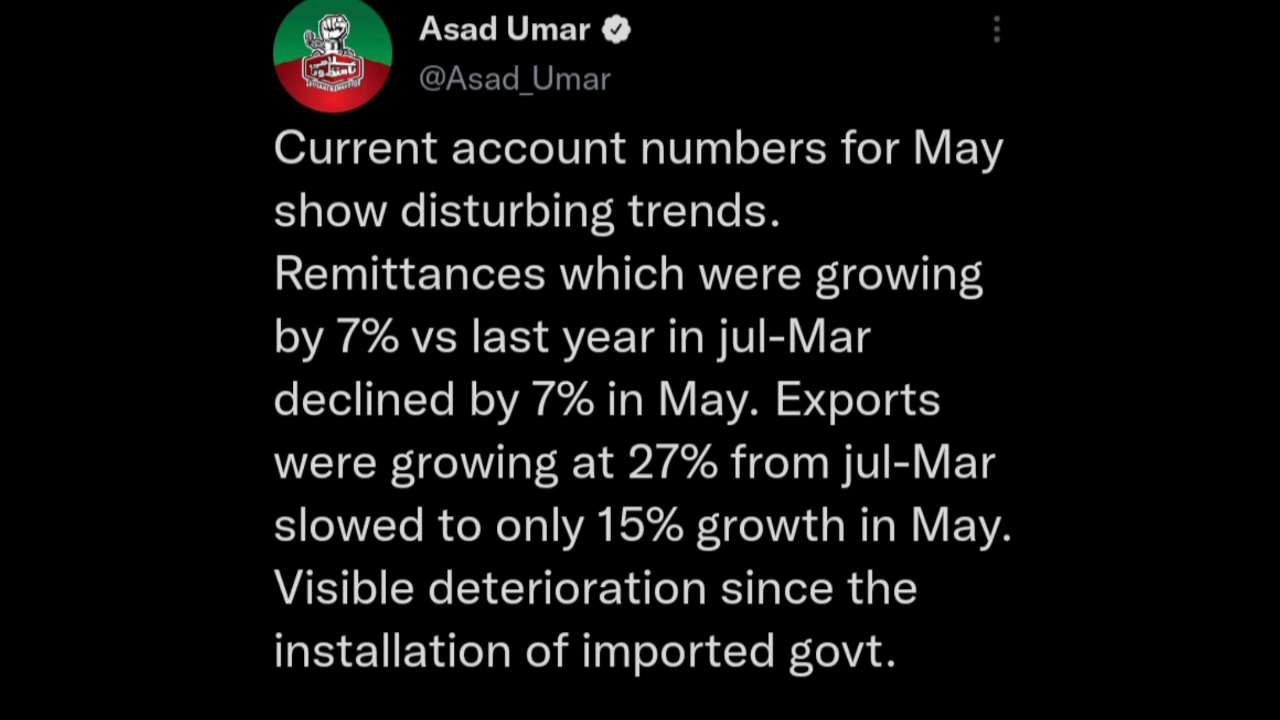 Asad Umar
@Asad_Umar
Current account numbers for May
show disturbing trends.
Remittances which were growing
by 7% vs last year in jul-Mar
declined by 7% in May. Exports
were growing at 27% from jul-Mar
slowed to only 15% growth in May.
Visible deterioration since the
installation of imported govt.